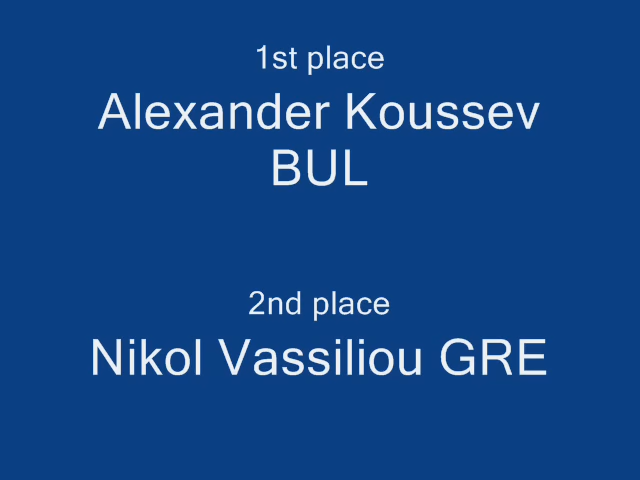 1st place
Alexander Koussev
BUL
2nd place
Nikol Vassiliou GRE